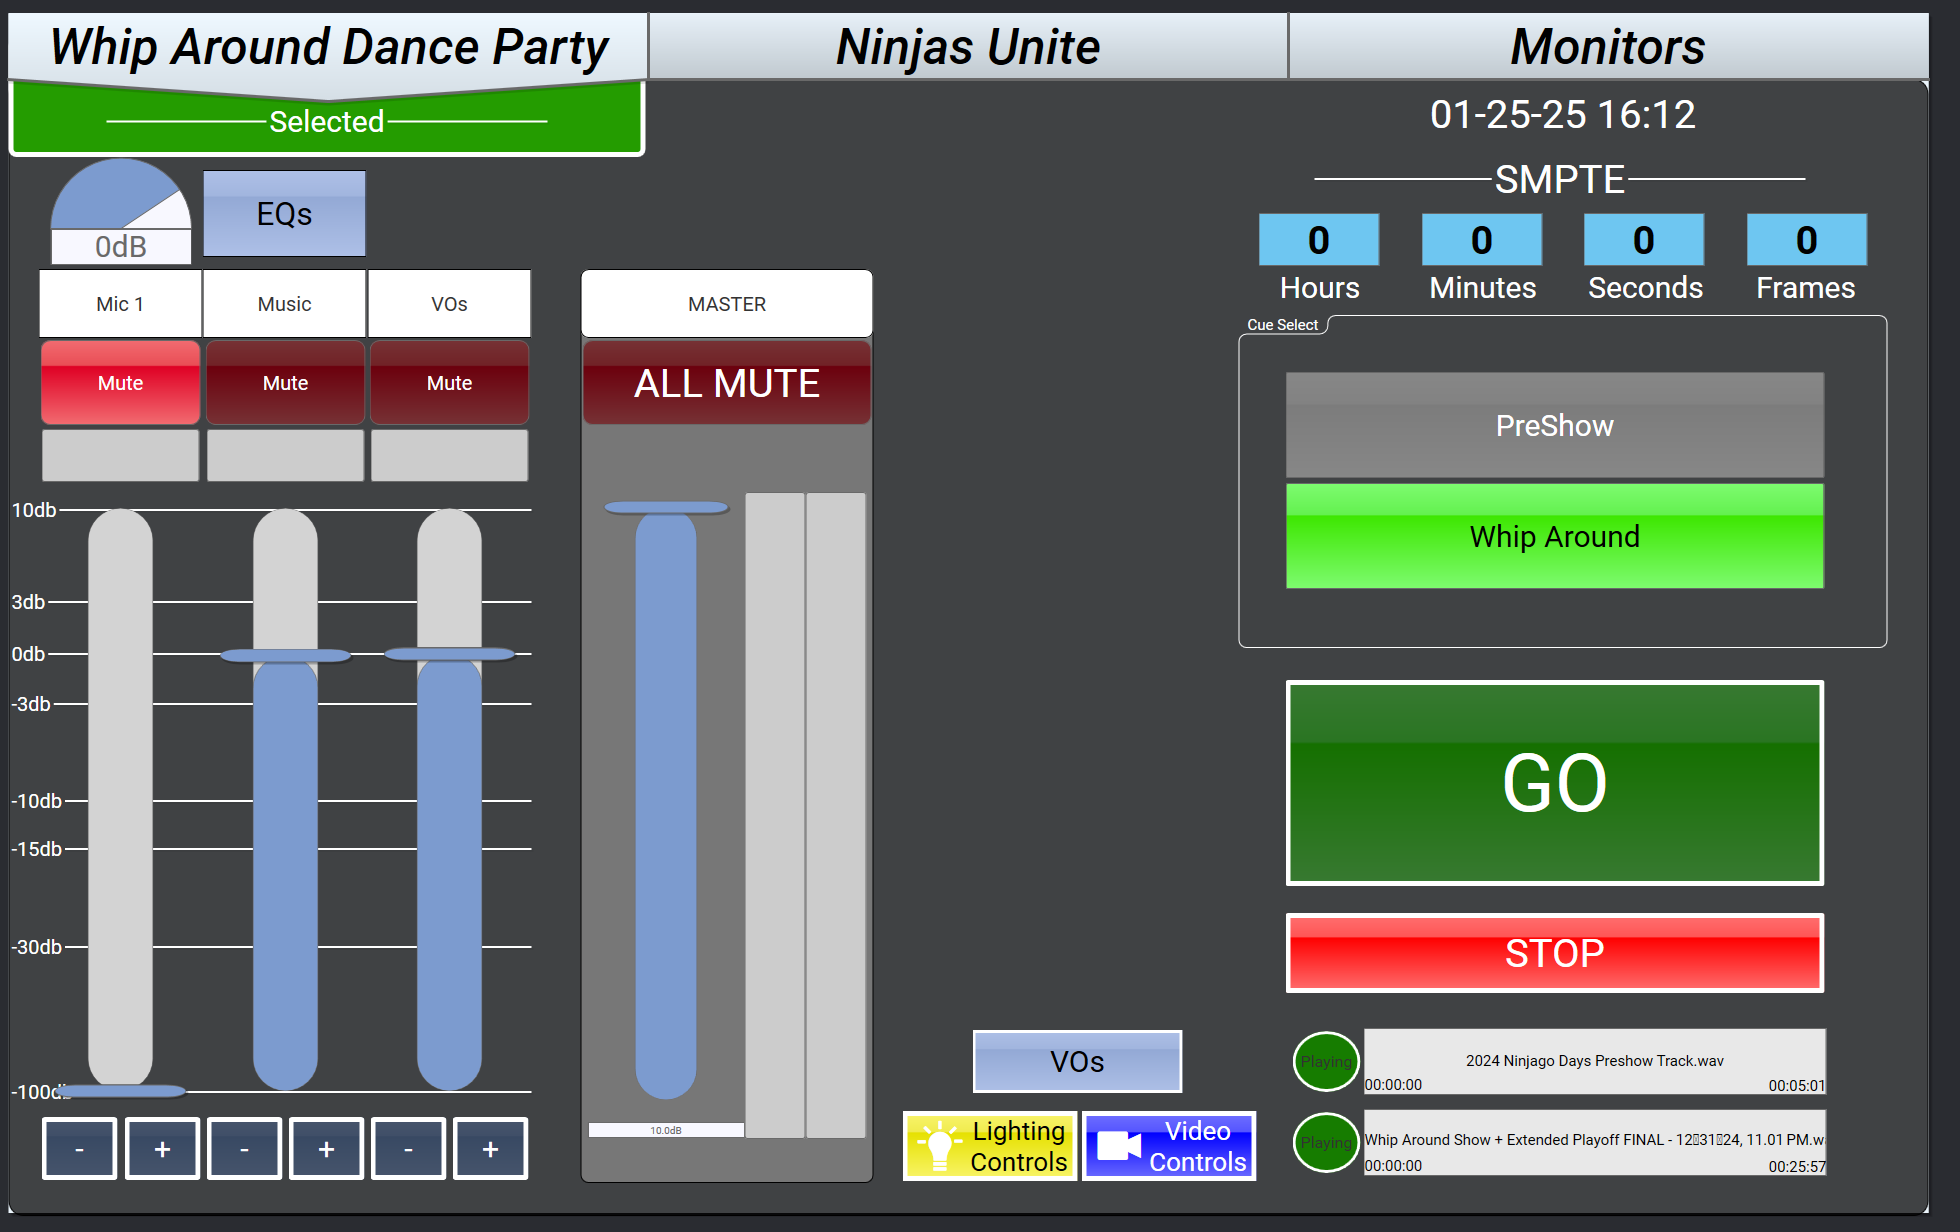 Whip Around Dance Party
Ninjas Unite
Monitors
Selected
01-25-25 16:12
SMPTE
0dB
EQs
0
0
0
0
Hours
Minutes
Seconds
Frames
Mic 1
Music
VOs
MASTER
Cue Select
Mute
Mute
Mute
ALL MUTE
PreShow
Whip Around
10db
3db
0db
-3db
-10db
-15db
-30db
-100db
GO
STOP
10.0dB
-
+
-
+
-
+
VOs
Lighting
Controls
Video
Controls
Playing
2024 Ninjago Days Preshow Track.wav
00:00:00
00:05:01
Playing
Whip Around Show + Extended Playoff FINAL - 12▯31▯24, 11.01 PM.w
00:00:00
00:25:57